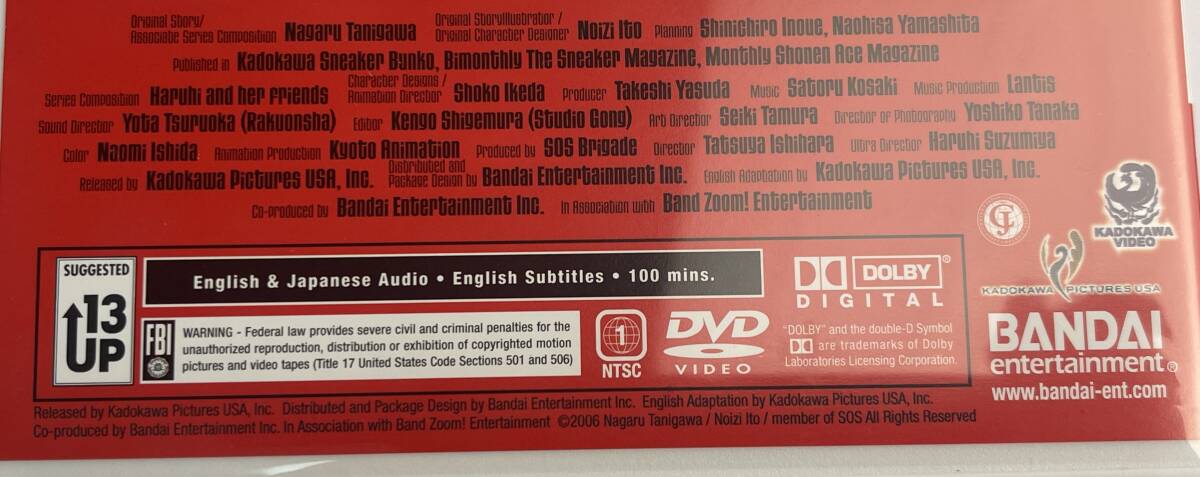 Original Story/ Associate Series Composition Nagaru Tanigawa Original Storyillustrator / Original Character Designer Noizi Ito Planning Shinichiro Inoue, Naohisa Yamashita
Published in Kadokawa Sneaker Bunko, Bimonthly The Sneaker Magazine, Monthly Shonen Ace Magazine
Series Composition Haruhi and her friends Character Designs / Animation Director Shoko Ikeda Producer Takeshi Yasuda Music Satoru Kosaki Music Production Lantis
Sound Director Yota Tsuruoka (Rakuonsha) Editor Kengo Shigemura (Studio Gong) Art Director Seiki Tamura Director of Photography Yoshiko Tanaka
Color Naomi Ishida Animation Production Kyoto Animation Produced by SOS Brigade Director Tatsuya Ishihara Ultra Director Haruhi Suzumiya
Released by Kadokawa Pictures USA, Inc. Distributed and Package Design by Bandai Entertainment Inc. English Adaptation by Kadokawa Pictures USA, Inc.
Co-produced by Bandai Entertainment Inc. In Association with Band Zoom! Entertainment
KADOKAWA
VIDEO
KADOKAWA PICTURES USA
SUGGESTED
13
UP
English & Japanese Audio • English Subtitles • 100 mins.
FBI
WARNING - Federal law provides severe civil and criminal penalties for the
unauthorized reproduction, distribution or exhibition of copyrighted motion
pictures and video tapes (Title 17 United States Code Sections 501 and 506)
1
NTSC
DVD
VIDEO
DOLBY®
DIGITAL
"DOLBY" and the double-D Symbol
are trademarks of Dolby
Laboratories Licensing Corporation.
BANDAI
entertainment®
www.bandai-ent.com
Released by Kadokawa Pictures USA, Inc. Distributed and Package Design by Bandai Entertainment Inc. English Adaptation by Kadokawa Pictures USA, Inc.
Co-produced by Bandai Entertainment Inc. In Association with Band Zoom! Entertainment ©2006 Nagaru Tanigawa / Noizi Ito / member of SOS All Rights Reserved